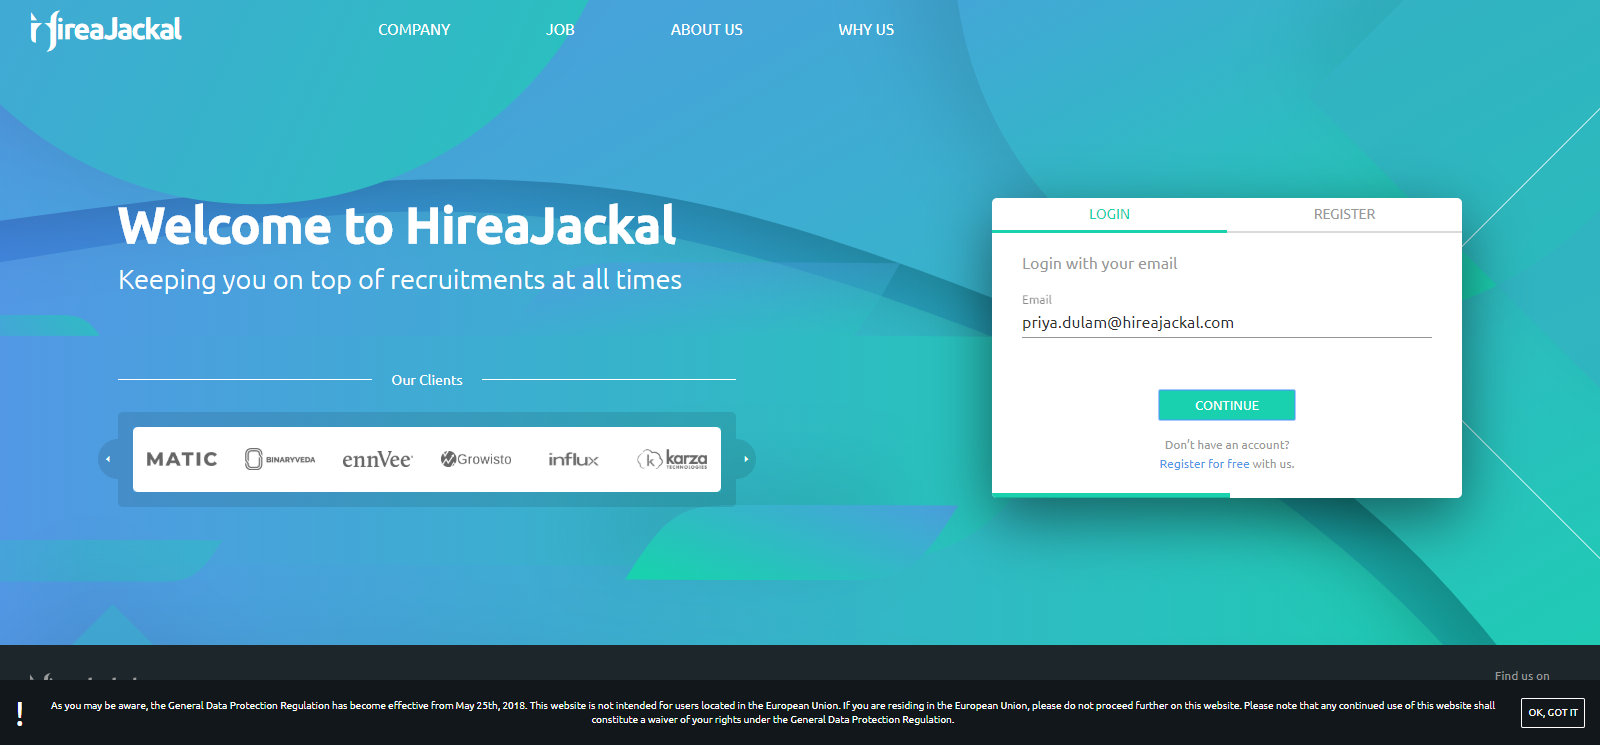 HireaJackal
COMPANY
JOB
ABOUT US
WHY US
Welcome to HireaJackal
Keeping you on top of recruitments at all times
Our Clients
MATIC
BINARYVEDA
ennVee
Growisto
influx
k karza
TECHNOLOGIES
LOGIN
REGISTER
Login with your email
Email
priya.dulam@hireajackal.com
CONTINUE
Don't have an account?
Register for free with us.
Find us on
! As you may be aware, the General Data Protection Regulation has become effective from May 25th, 2018. This website is not intended for users located in the European Union. If you are residing in the European Union, please do not proceed further on this website. Please note that any continued use of this website shall
constitute a waiver of your rights under the General Data Protection Regulation.
OK, GOT IT